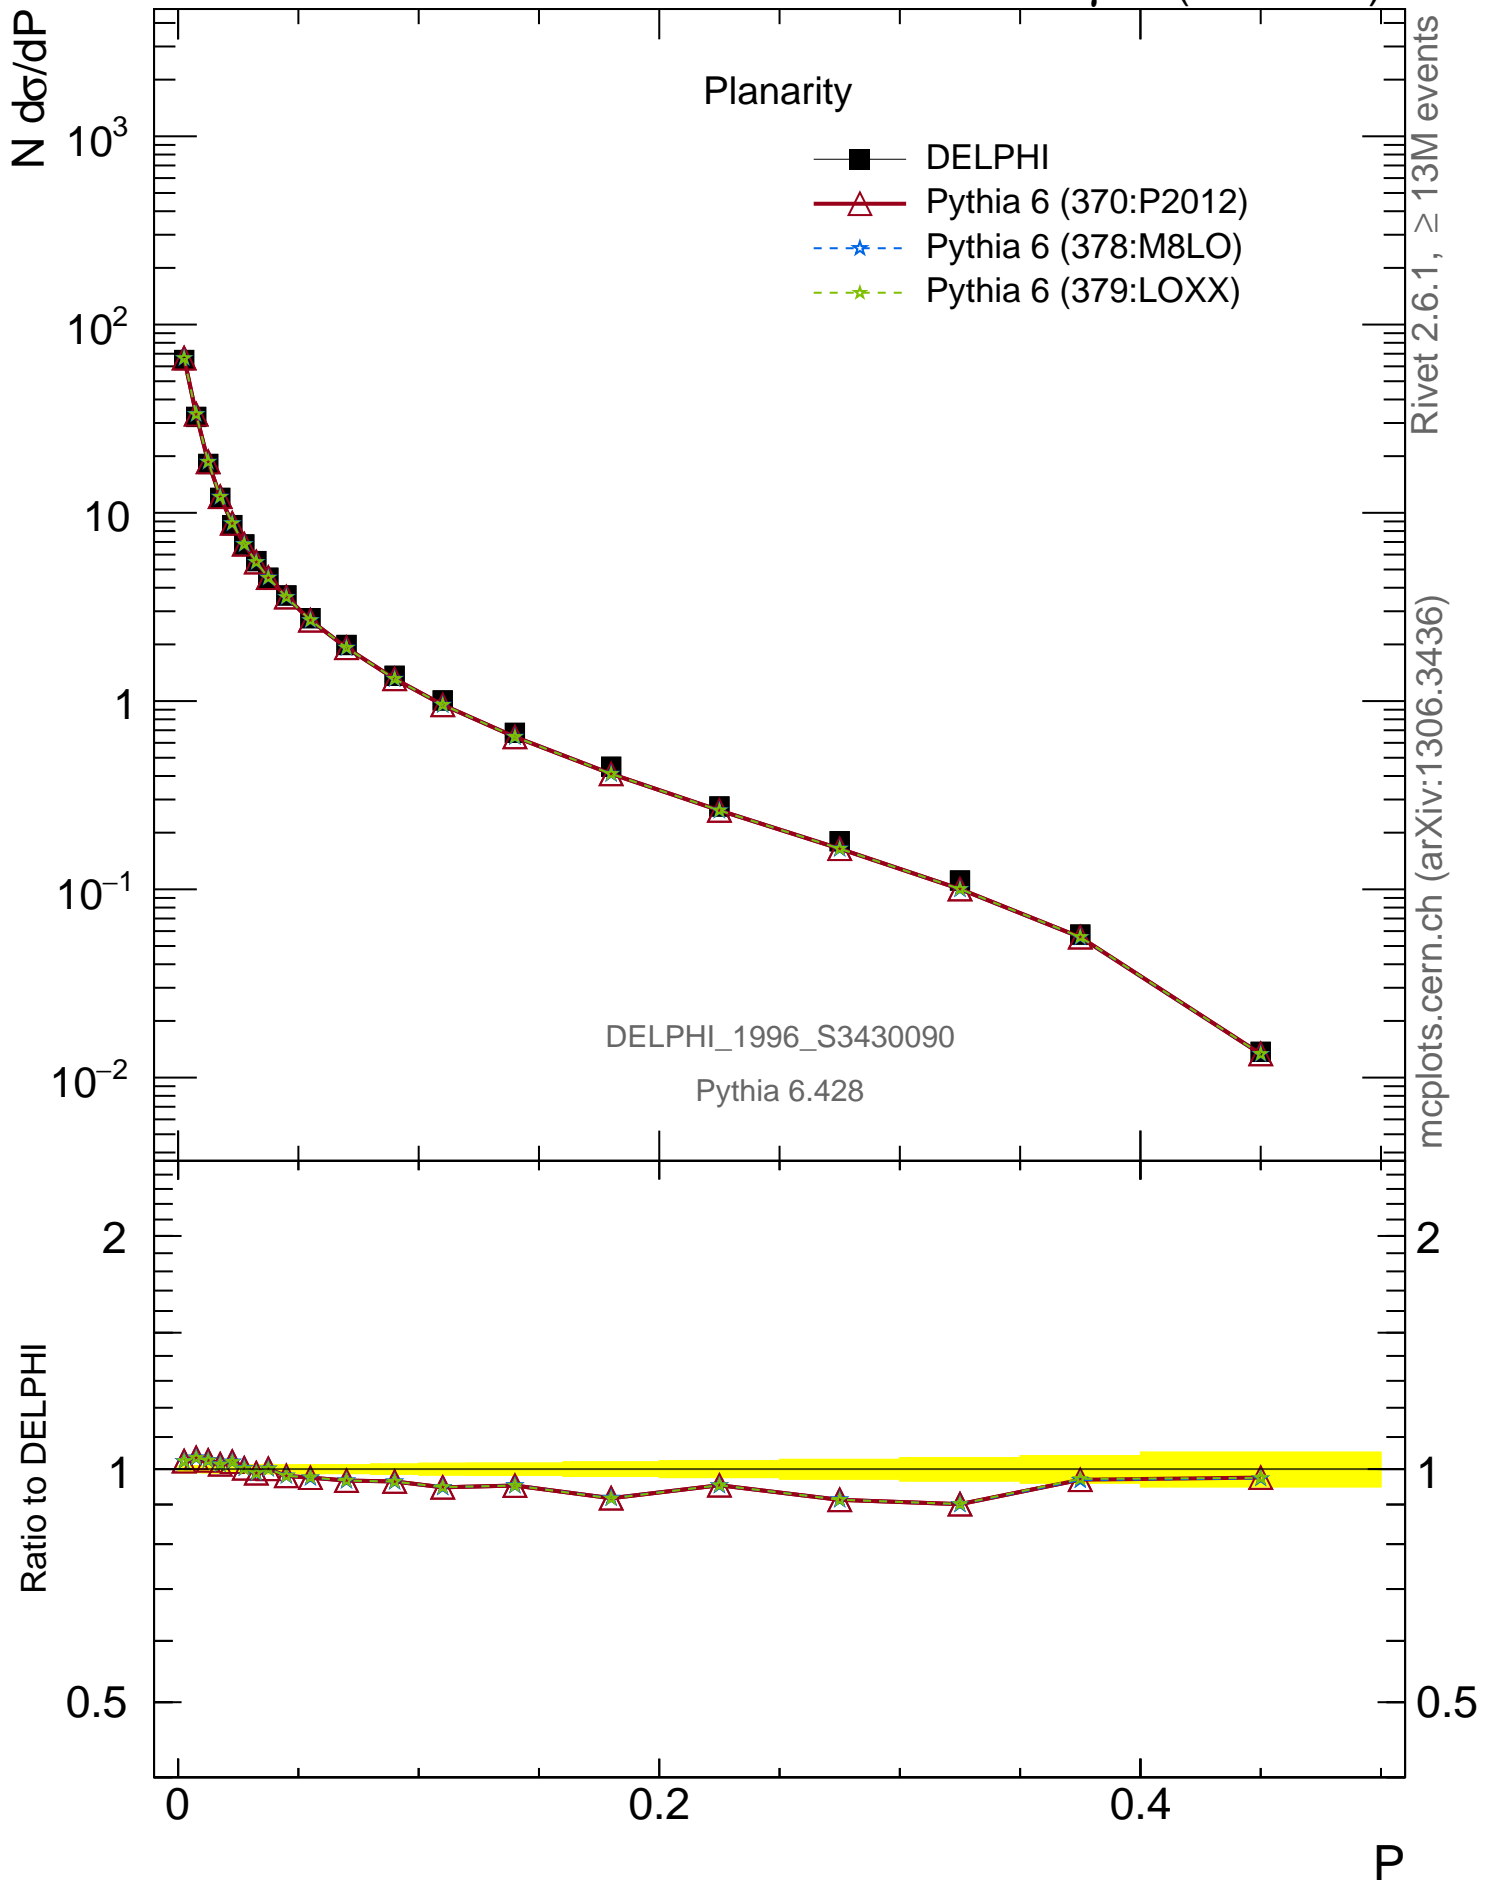 N dσ/dP
Planarity
DELPHI
Pythia 6 (370:P2012)
Pythia 6 (378:M8LO)
Pythia 6 (379:LOXX)
10³
10²
10
1
10⁻¹
10⁻²
DELPHI_1996_S3430090
Pythia 6.428
Rivet 2.6.1, ≥ 13M events
mcplots.cern.ch (arXiv:1306.3436)
Ratio to DELPHI
2
1
0.5
2
1
0.5
0
0.2
0.4
P